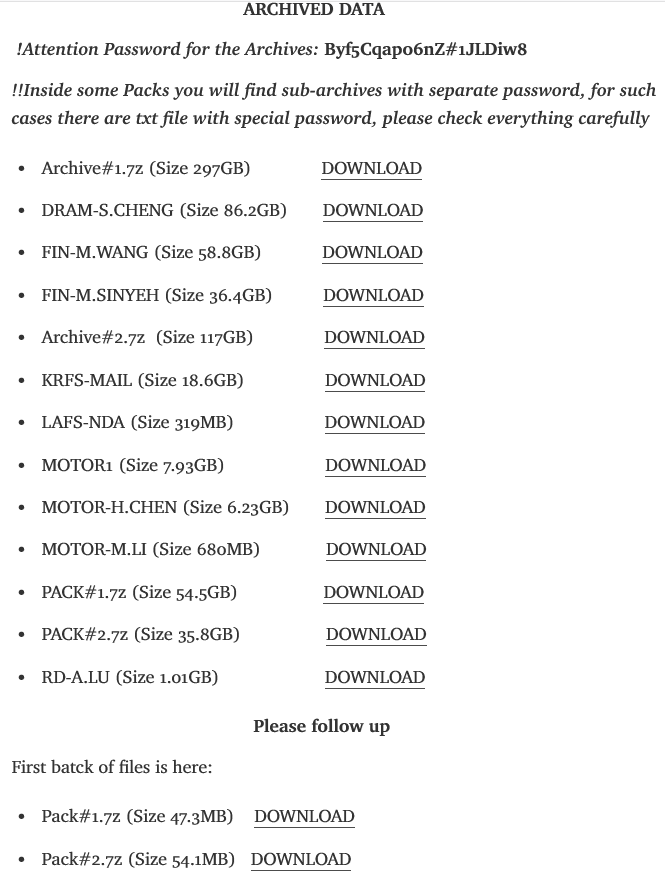 ARCHIVED DATA
!Attention Password for the Archives: Byf5Cqapo6nZ#1JLDiw8
!!Inside some Packs you will find sub-archives with separate password, for such
cases there are txt file with special password, please check everything carefully
• Archive#1.7z (Size 297GB) DOWNLOAD
• DRAM-S.CHENG (Size 86.2GB) DOWNLOAD
• FIN-M.WANG (Size 58.8GB) DOWNLOAD
• FIN-M.SINYEH (Size 36.4GB) DOWNLOAD
• Archive#2.7z (Size 117GB) DOWNLOAD
• KRFS-MAIL (Size 18.6GB) DOWNLOAD
• LAFS-NDA (Size 319MB) DOWNLOAD
• MOTOR1 (Size 7.93GB) DOWNLOAD
• MOTOR-H.CHEN (Size 6.23GB) DOWNLOAD
• MOTOR-M.LI (Size 680MB) DOWNLOAD
• PACK#1.7z (Size 54.5GB) DOWNLOAD
• PACK#2.7z (Size 35.8GB) DOWNLOAD
• RD-A.LU (Size 1.01GB) DOWNLOAD
Please follow up
First batck of files is here:
• Pack#1.7z (Size 47.3MB) DOWNLOAD
• Pack#2.7z (Size 54.1MB) DOWNLOAD